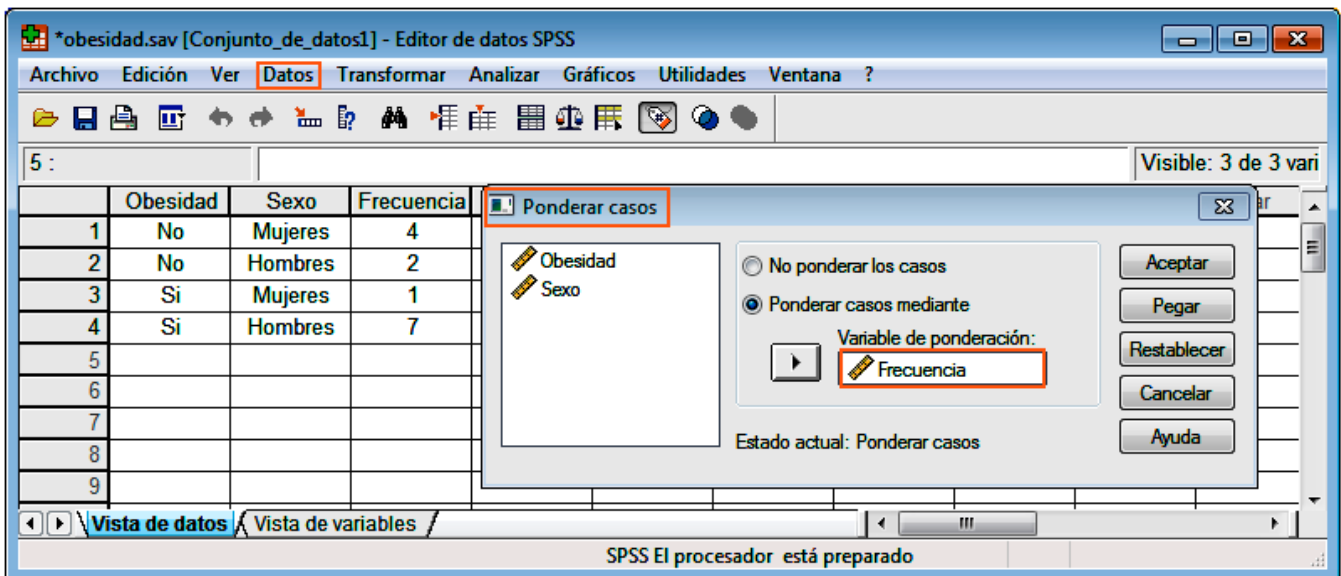 *obesidad.sav [Conjunto_de_datos1] - Editor de datos SPSS
Archivo Edición Ver Datos Transformar Analizar Gráficos Utilidades Ventana ?
5 :
Visible: 3 de 3 vari
Obesidad Sexo Frecuencia ar
1 No Mujeres 4
2 No Hombres 2
3 Si Mujeres 1
4 Si Hombres 7
5
6
7
8
9
Ponderar casos
Obesidad
Sexo
No ponderar los casos
Ponderar casos mediante
Variable de ponderación:
Frecuencia
Estado actual: Ponderar casos
Aceptar
Pegar
Restablecer
Cancelar
Ayuda
Vista de datos Vista de variables
SPSS El procesador está preparado